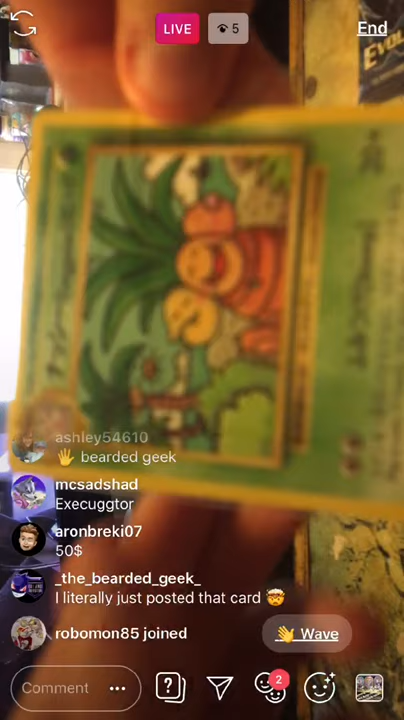 LIVE
5
End
EVOL
ashley54610
🖐 bearded geek
mcsadshad
Execuggtor
aronbreki07
50$
_the_bearded_geek_
I literally just posted that card 🤯
robomon85 joined
👋 Wave
Comment
2